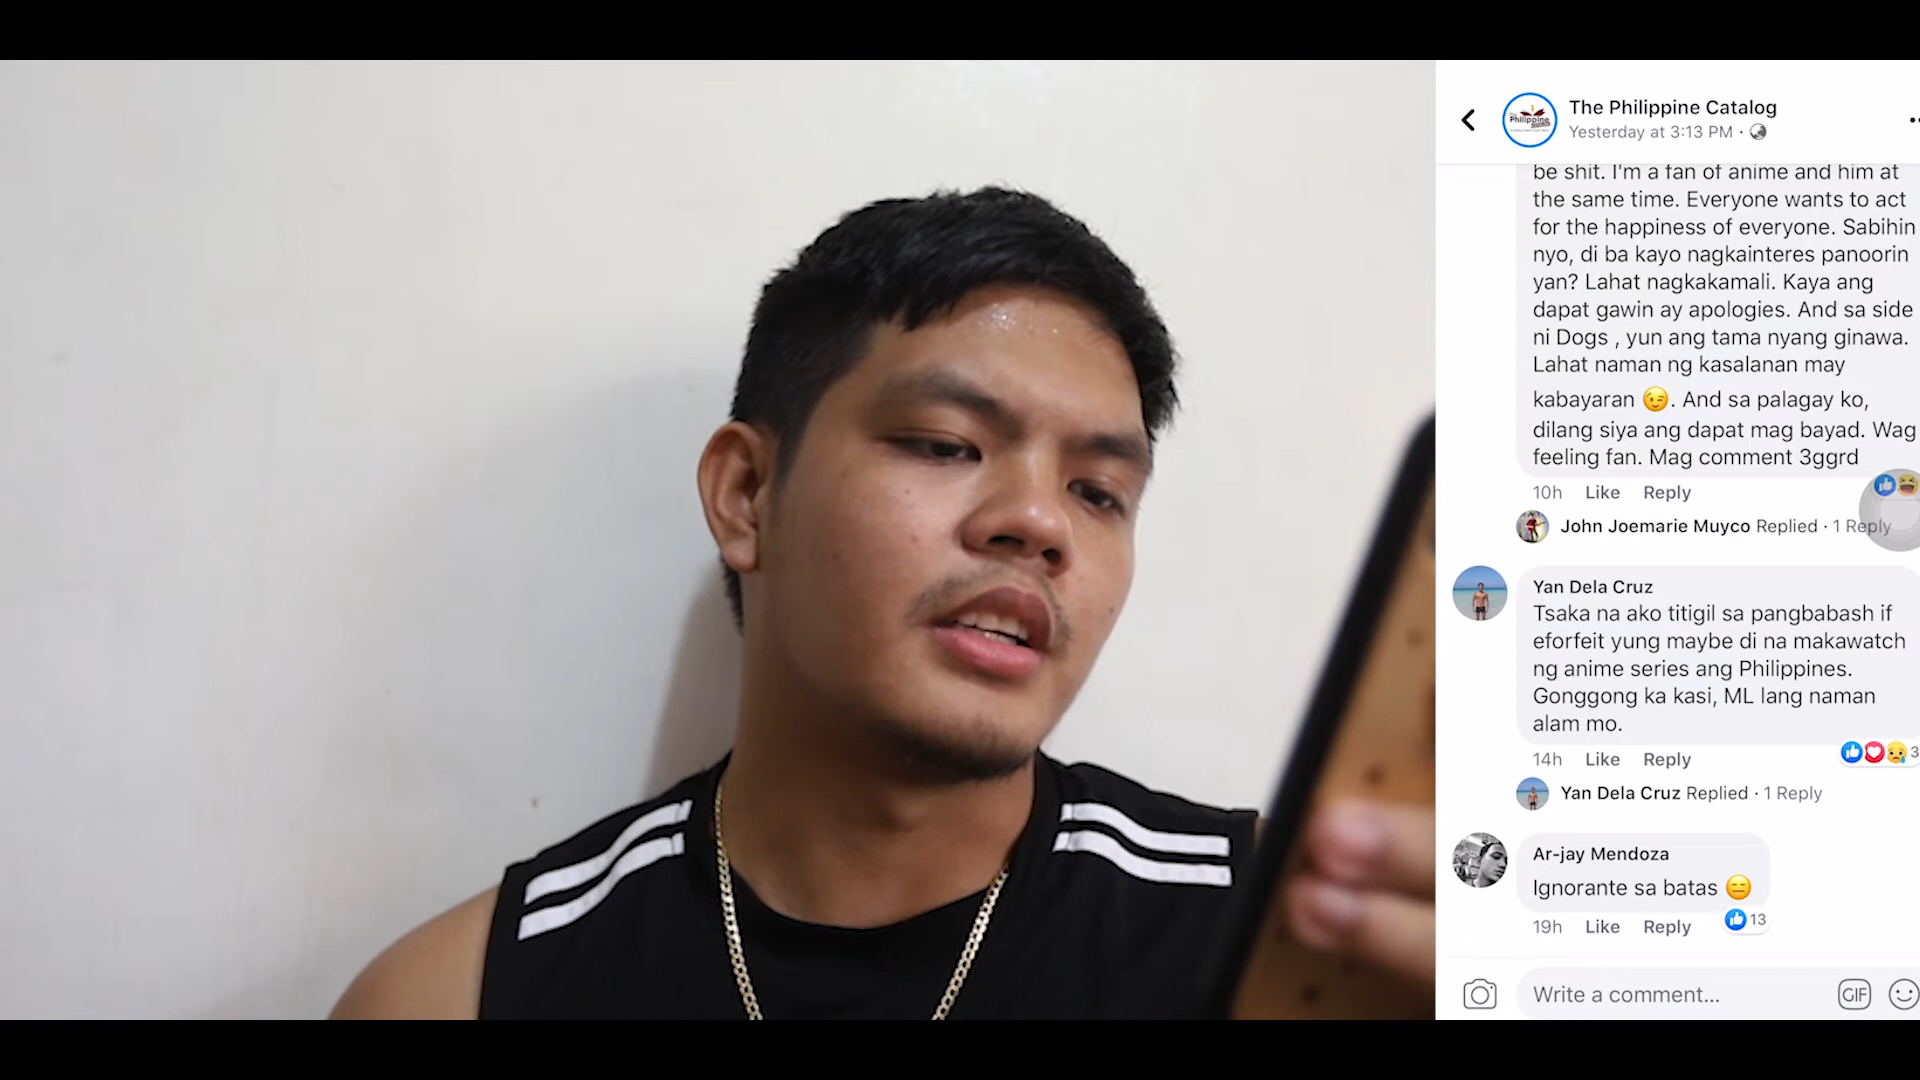 The Philippine Catalog
Yesterday at 3:13 PM ·
Philippine
be shit. I'm a fan of anime and him at
the same time. Everyone wants to act
for the happiness of everyone. Sabihin
nyo, di ba kayo nagkainteres panoorin
yan? Lahat nagkakamali. Kaya ang
dapat gawin ay apologies. And sa side
ni Dogs , yun ang tama nyang ginawa.
Lahat naman ng kasalanan may
kabayaran 😉. And sa palagay ko,
dilang siya ang dapat mag bayad. Wag
feeling fan. Mag comment 3ggrd
10h Like Reply
John Joemarie Muyco Replied · 1 Reply
Yan Dela Cruz
Tsaka na ako titigil sa pangbabash if
eforfeit yung maybe di na makawatch
ng anime series ang Philippines.
Gonggong ka kasi, ML lang naman
alam mo.
14h Like Reply 3
Yan Dela Cruz Replied · 1 Reply
Ar-jay Mendoza
Ignorante sa batas 😑
19h Like Reply 13
Write a comment...
GIF